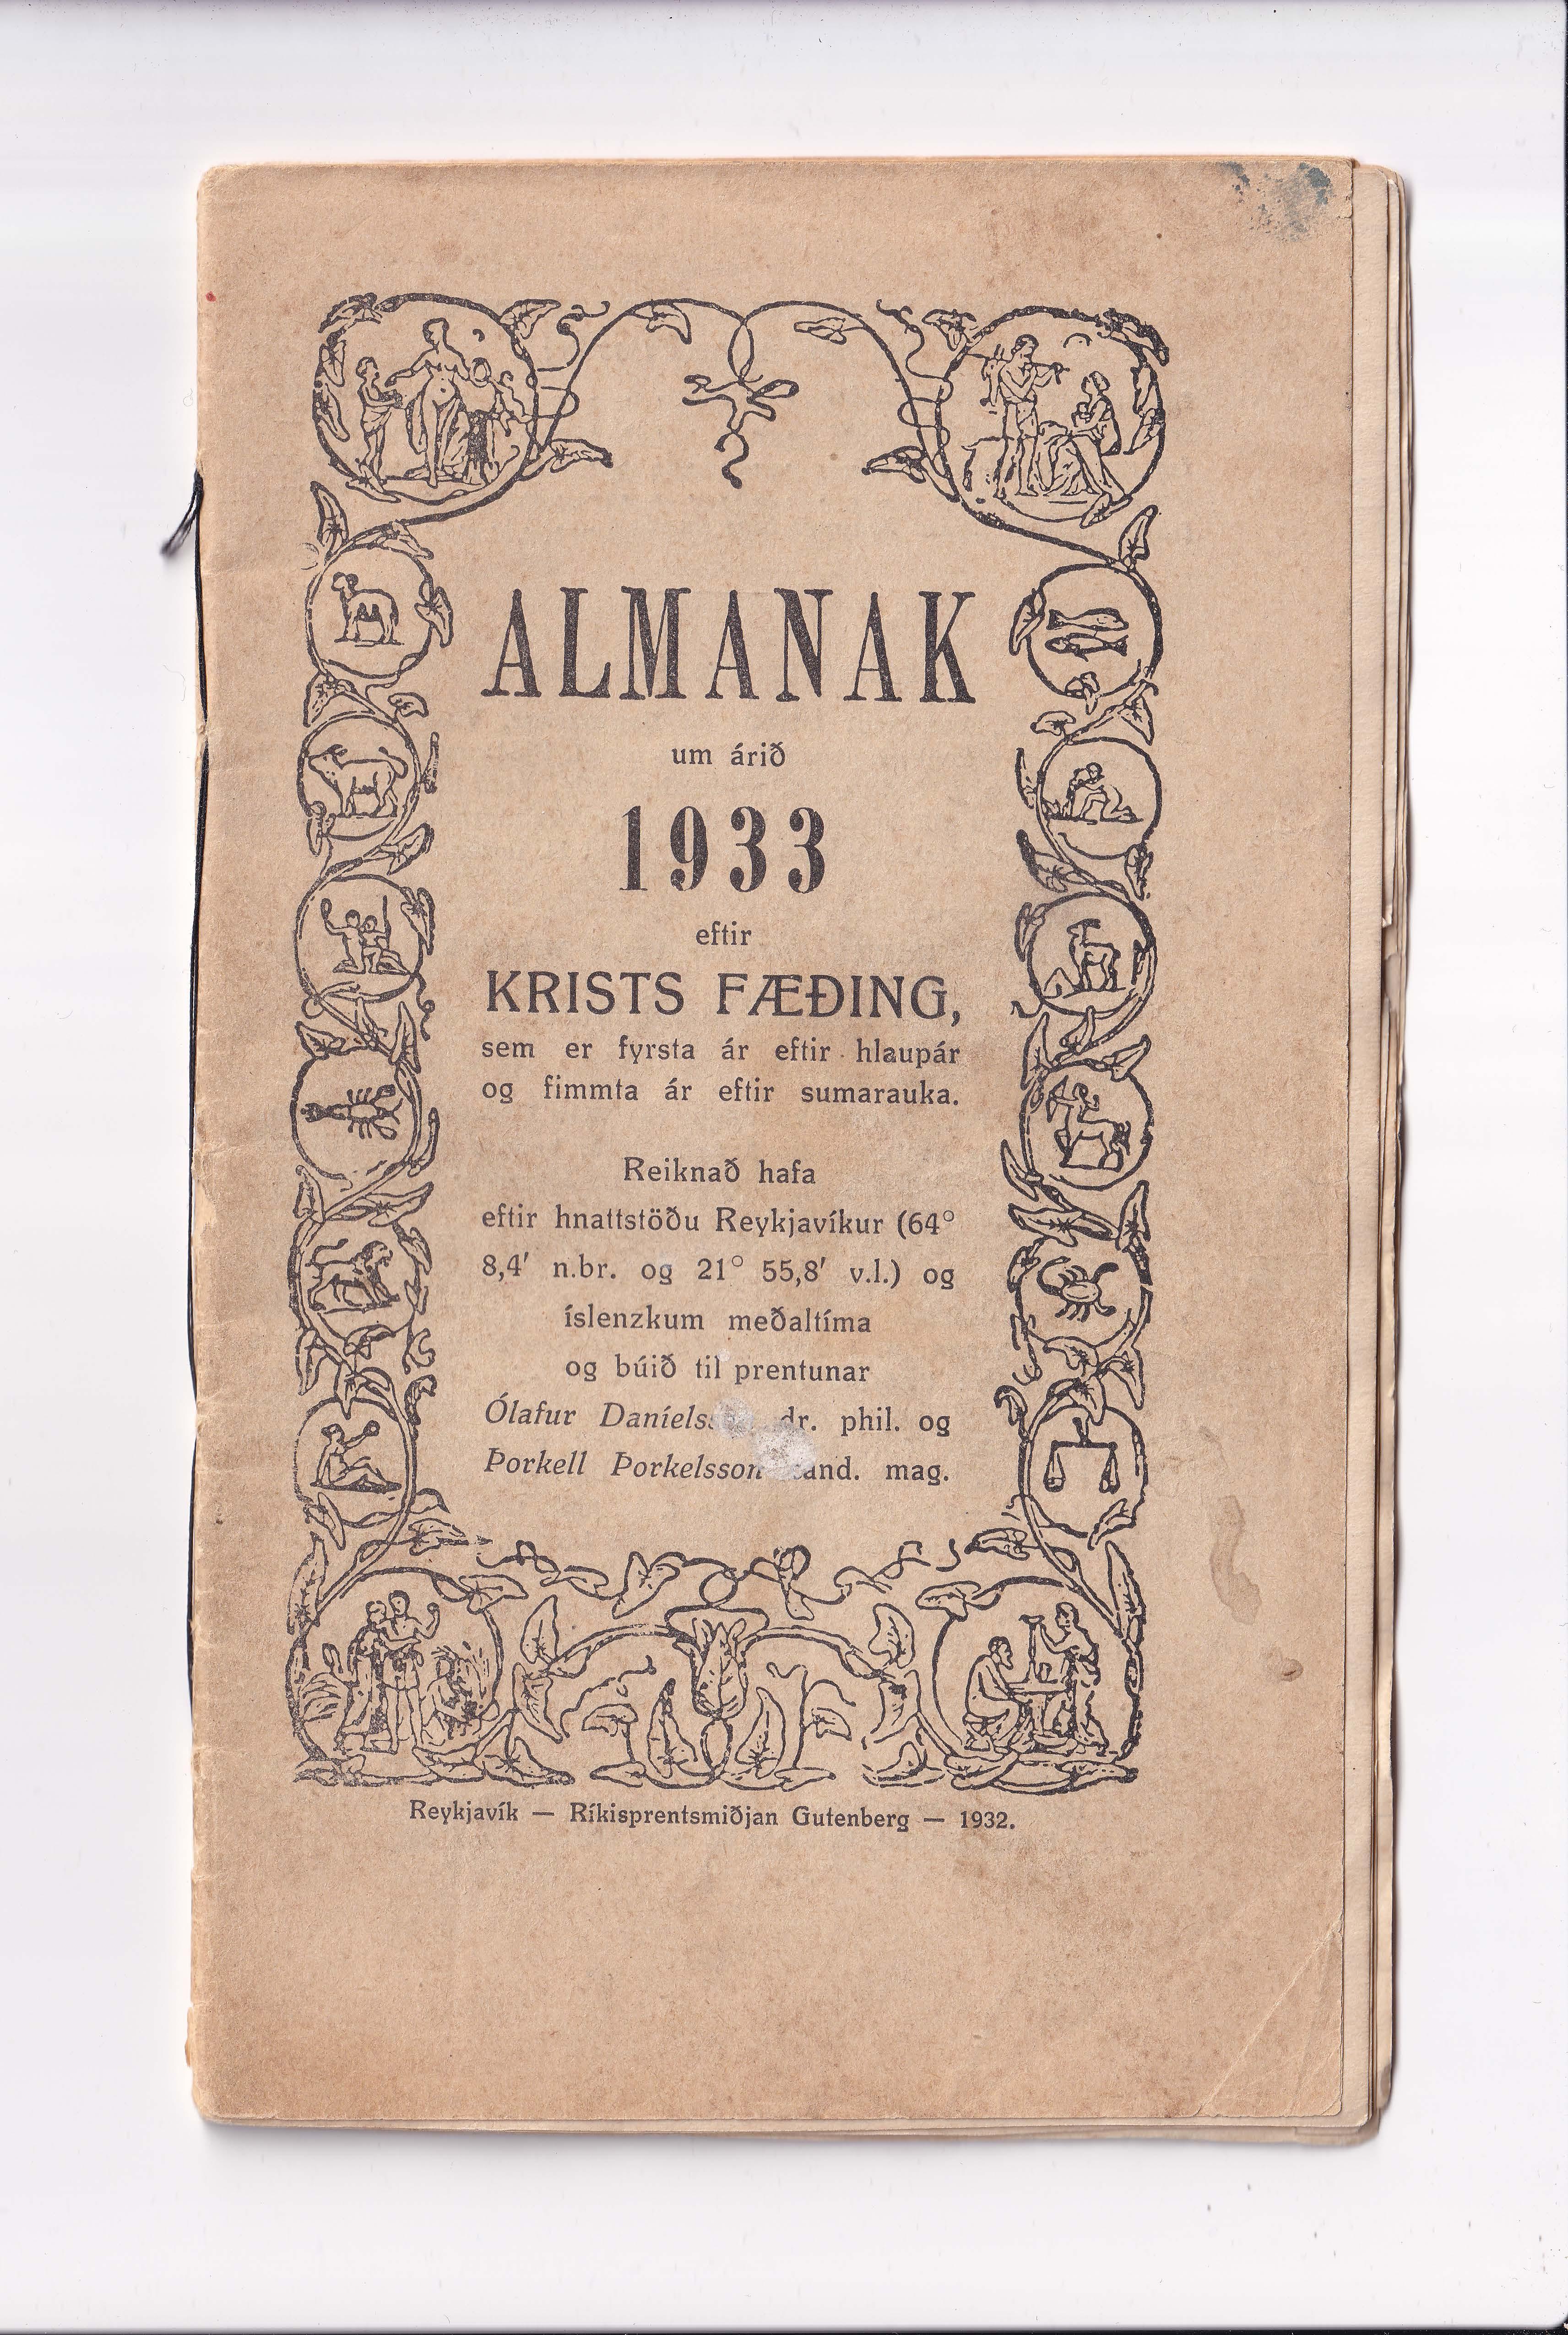 ALMANAK
um árið
1933
eftir
KRISTS FÆÐING,
sem er fyrsta ár eftir hlaupár
og fimmta ár eftir sumarauka.
Reiknað hafa
eftir hnattstöðu Reykjavíkur (64°
8,4′ n.br. og 21° 55,8′ v.l.) og
íslenzkum meðaltíma
og búið til prentunar
Ólafur dr. phil. og
Þorkell Þorkelsson mag.
Reykjavík — Ríkisprentsmiðjan Gutenberg — 1932.